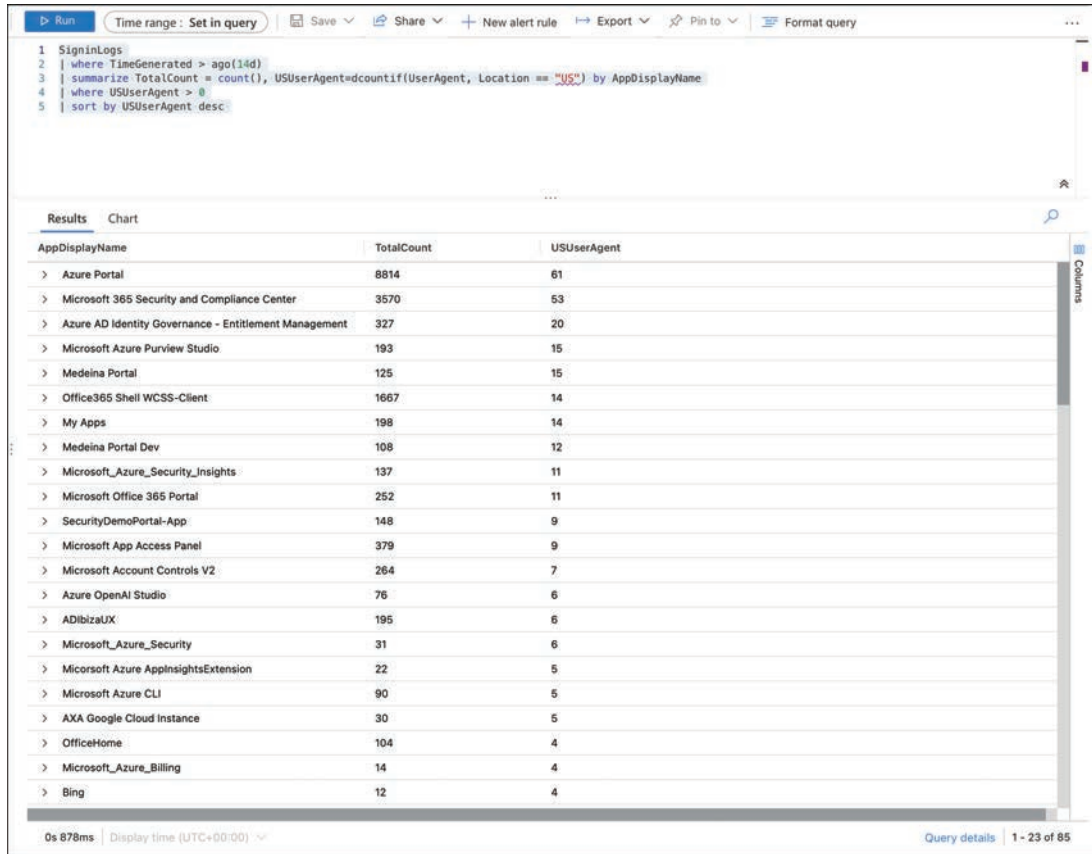 Run Time range : Set in query Save Share New alert rule Export Pin to Format query ...
1 SigninLogs
2 | where TimeGenerated > ago(14d)
3 | summarize TotalCount = count(), USUserAgent=dcountif(UserAgent, Location == "US") by AppDisplayName
4 | where USUserAgent > 0
5 | sort by USUserAgent desc
...
Results Chart
AppDisplayName TotalCount USUserAgent
Columns
> Azure Portal 8814 61
> Microsoft 365 Security and Compliance Center 3570 53
> Azure AD Identity Governance - Entitlement Management 327 20
> Microsoft Azure Purview Studio 193 15
> Medeina Portal 125 15
> Office365 Shell WCSS-Client 1667 14
> My Apps 198 14
> Medeina Portal Dev 108 12
> Microsoft_Azure_Security_Insights 137 11
> Microsoft Office 365 Portal 252 11
> SecurityDemoPortal-App 148 9
> Microsoft App Access Panel 379 9
> Microsoft Account Controls V2 264 7
> Azure OpenAI Studio 76 6
> ADIbizaUX 195 6
> Microsoft_Azure_Security 31 6
> Micorsoft Azure AppInsightsExtension 22 5
> Microsoft Azure CLI 90 5
> AXA Google Cloud Instance 30 5
> OfficeHome 104 4
> Microsoft_Azure_Billing 14 4
> Bing 12 4
0s 878ms Display time (UTC+00:00) Query details 1 - 23 of 85